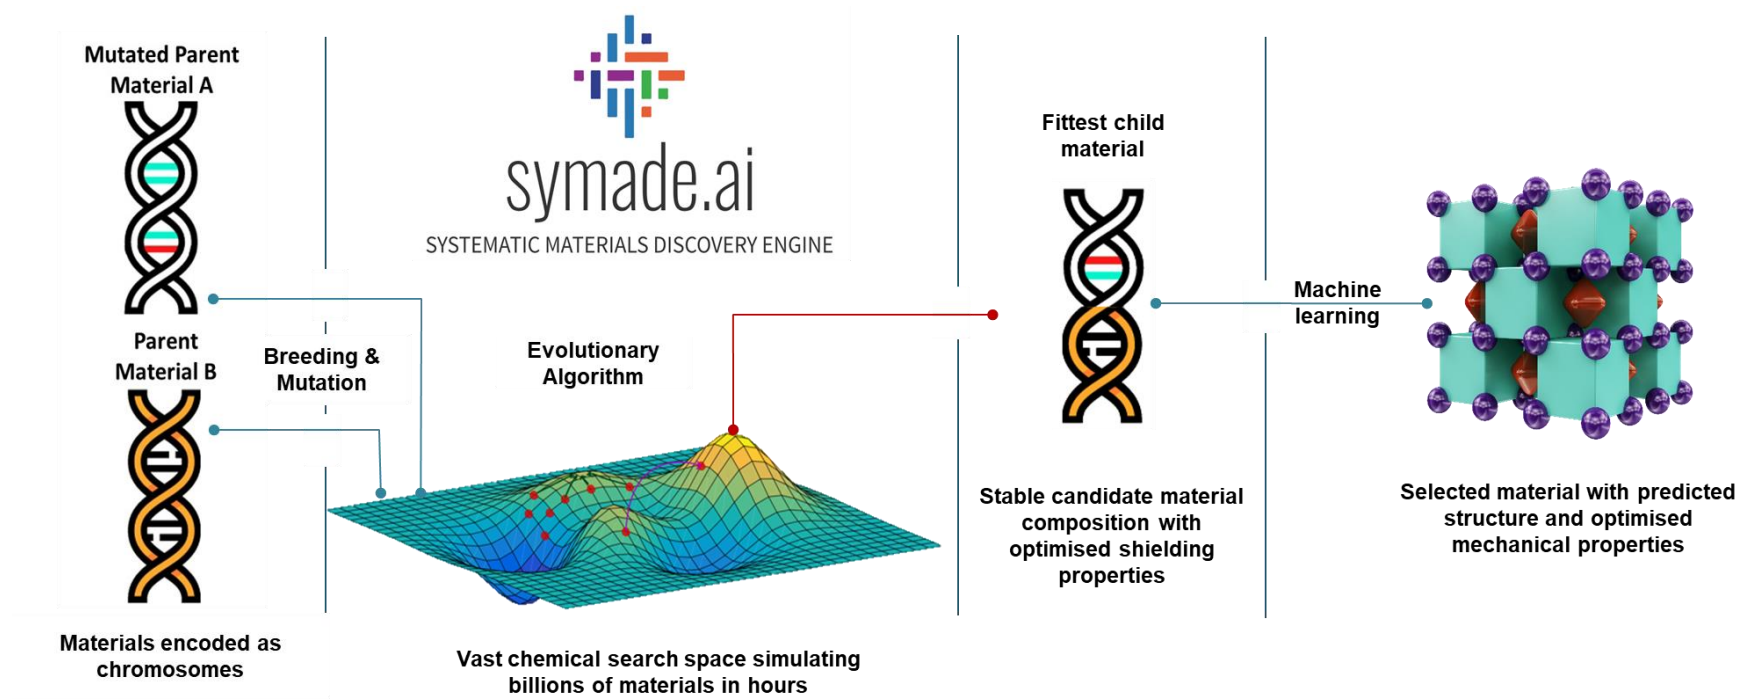 Mutated Parent
Material A
Parent
Material B
Materials encoded as
chromosomes
Breeding &
Mutation
symade.ai
SYSTEMATIC MATERIALS DISCOVERY ENGINE
Evolutionary
Algorithm
Vast chemical search space simulating
billions of materials in hours
Fittest child
material
Stable candidate material
composition with
optimised shielding
properties
Machine
learning
Selected material with predicted
structure and optimised
mechanical properties